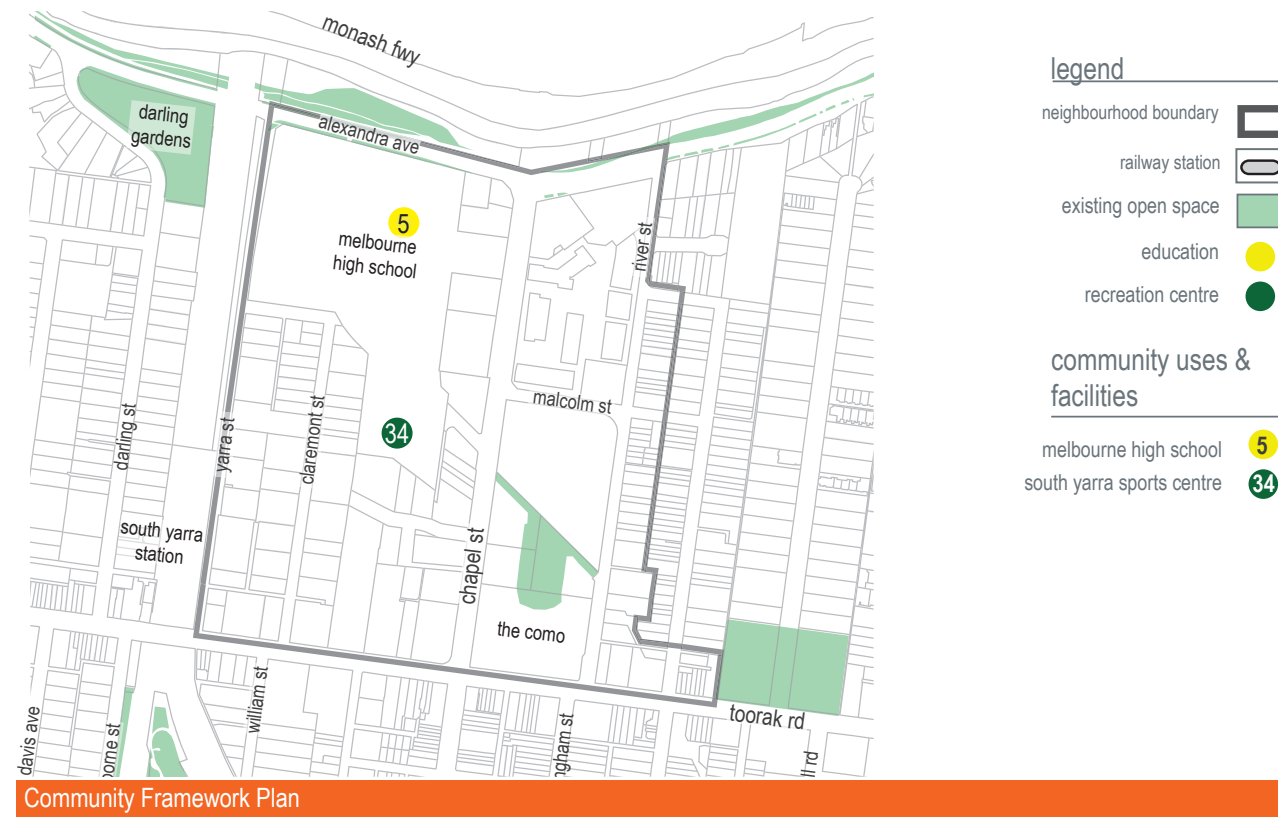 monash fwy
darling
gardens
alexandra ave
5
melbourne
high school
river st
malcolm st
34
darling st
yarra st
claremont st
south yarra
station
chapel st
the como
william st
toorak rd
davis ave
legend
neighbourhood boundary
railway station
existing open space
education
recreation centre
community uses &
facilities
melbourne high school 5
south yarra sports centre 34
Community Framework Plan